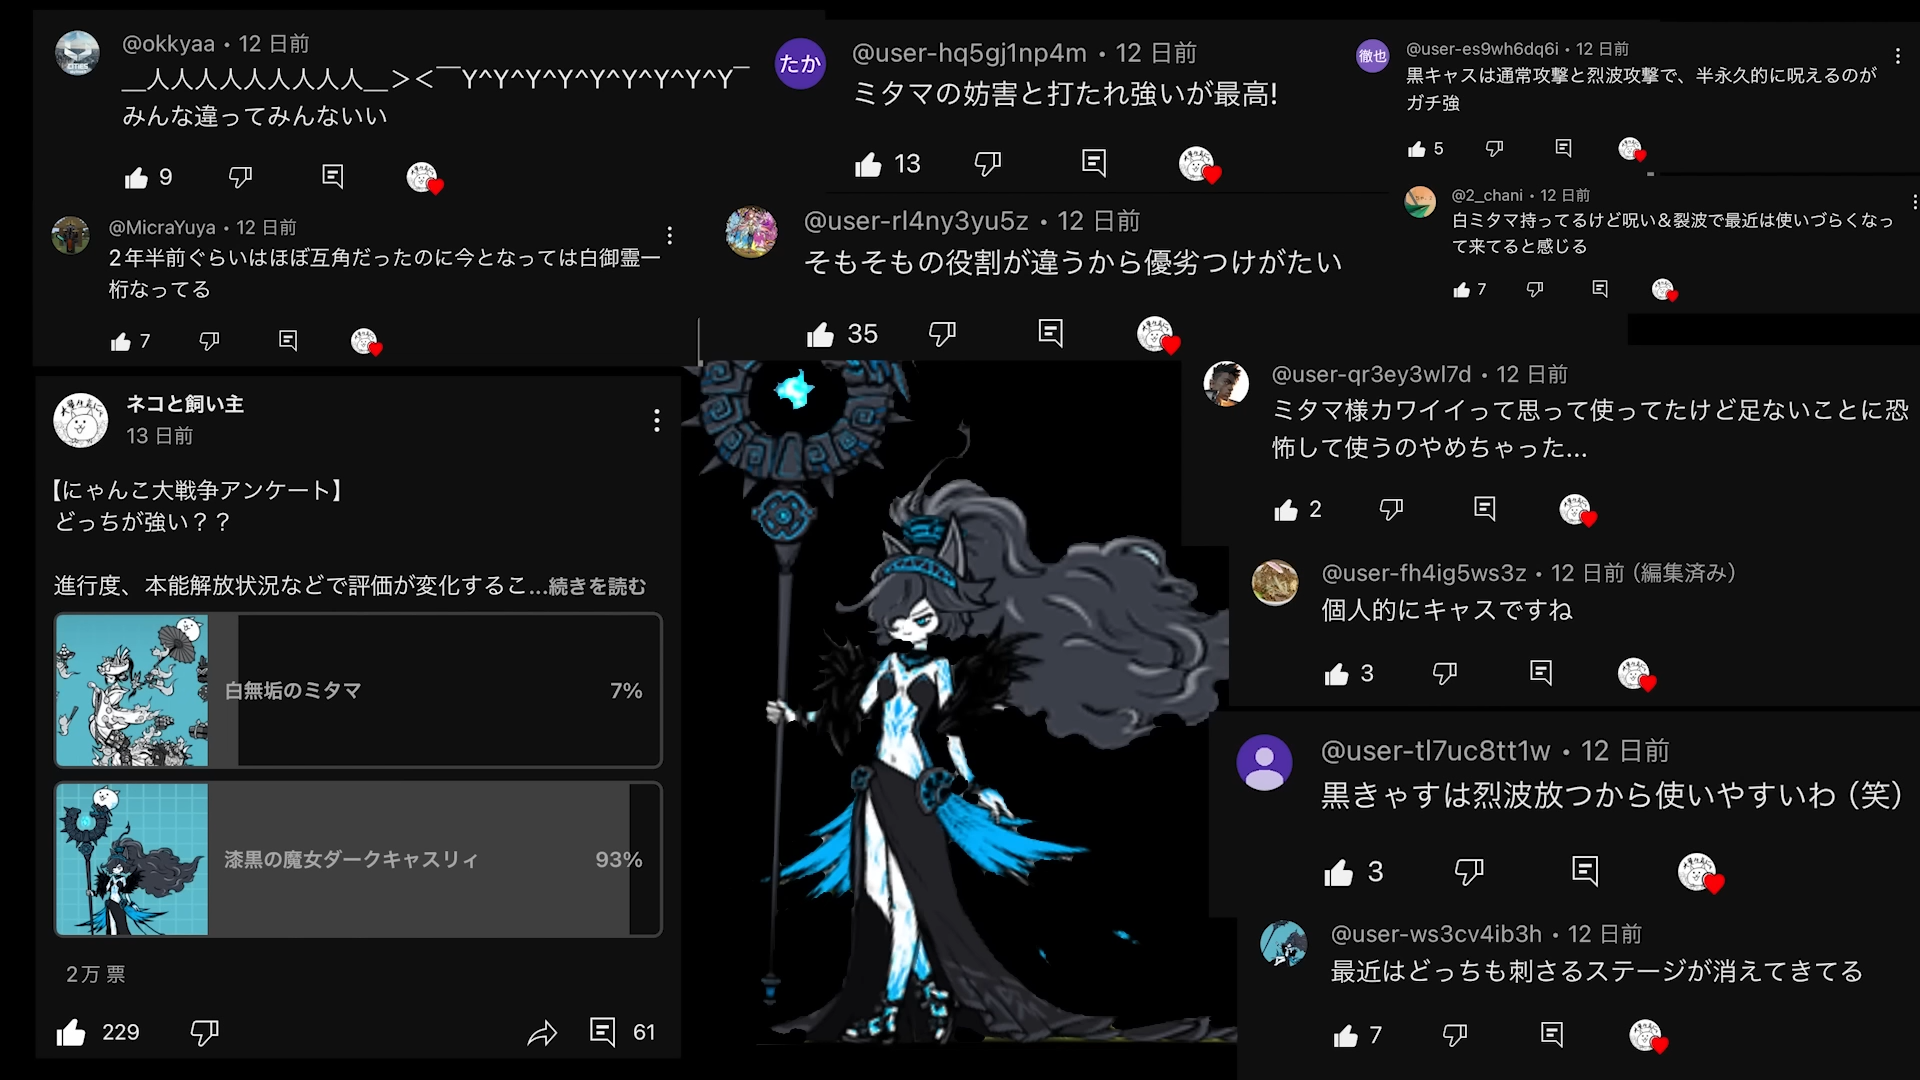 @okkyaa • 12 日前
＿人人人人人人人人＿＞＜￣Y^Y^Y^Y^Y^Y^Y^Y^Y￣
みんな違ってみんないい
9
@MicraYuya • 12 日前
2年半前ぐらいはほぼ互角だったのに今となっては白御霊一
桁なってる
7
ネコと飼い主
13 日前
【にゃんこ大戦争アンケート】
どっちが強い？？
進行度、本能解放状況などで評価が変化するこ...続きを読む
白無垢のミタマ 7%
漆黒の魔女ダークキャスリィ 93%
2万 票
229 61
たか
@user-hq5gj1np4m • 12 日前
ミタマの妨害と打たれ強いが最高!
13
@user-rl4ny3yu5z • 12 日前
そもそもの役割が違うから優劣つけがたい
35
徹也
@user-es9wh6dq6i • 12 日前
黒キャスは通常攻撃と烈波攻撃で、半永久的に呪えるのが
ガチ強
5
@2_chani • 12 日前
白ミタマ持ってるけど呪い＆裂波で最近は使いづらくなっ
て来てると感じる
7
@user-qr3ey3wl7d • 12 日前
ミタマ様カワイイって思って使ってたけど足ないことに恐
怖して使うのやめちゃった...
2
@user-fh4ig5ws3z • 12 日前（編集済み）
個人的にキャスですね
3
@user-tl7uc8tt1w • 12 日前
黒きゃすは烈波放つから使いやすいわ（笑）
3
@user-ws3cv4ib3h • 12 日前
最近はどっちも刺さるステージが消えてきてる
7